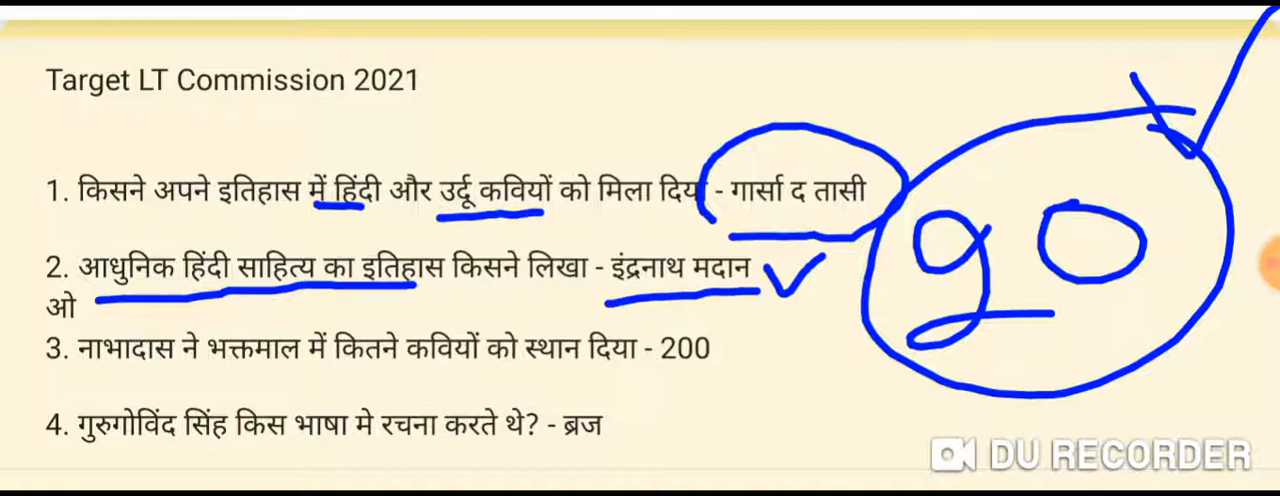 Target LT Commission 2021
1. किसने अपने इतिहास में हिंदी और उर्दू कवियों को मिला दिया - गार्सा द तासी
2. आधुनिक हिंदी साहित्य का इतिहास किसने लिखा - इंद्रनाथ मदान
ओ
90
3. नाभादास ने भक्तमाल में कितने कवियों को स्थान दिया - 200
4. गुरुगोविंद सिंह किस भाषा मे रचना करते थे? - ब्रज
DU RECORDER